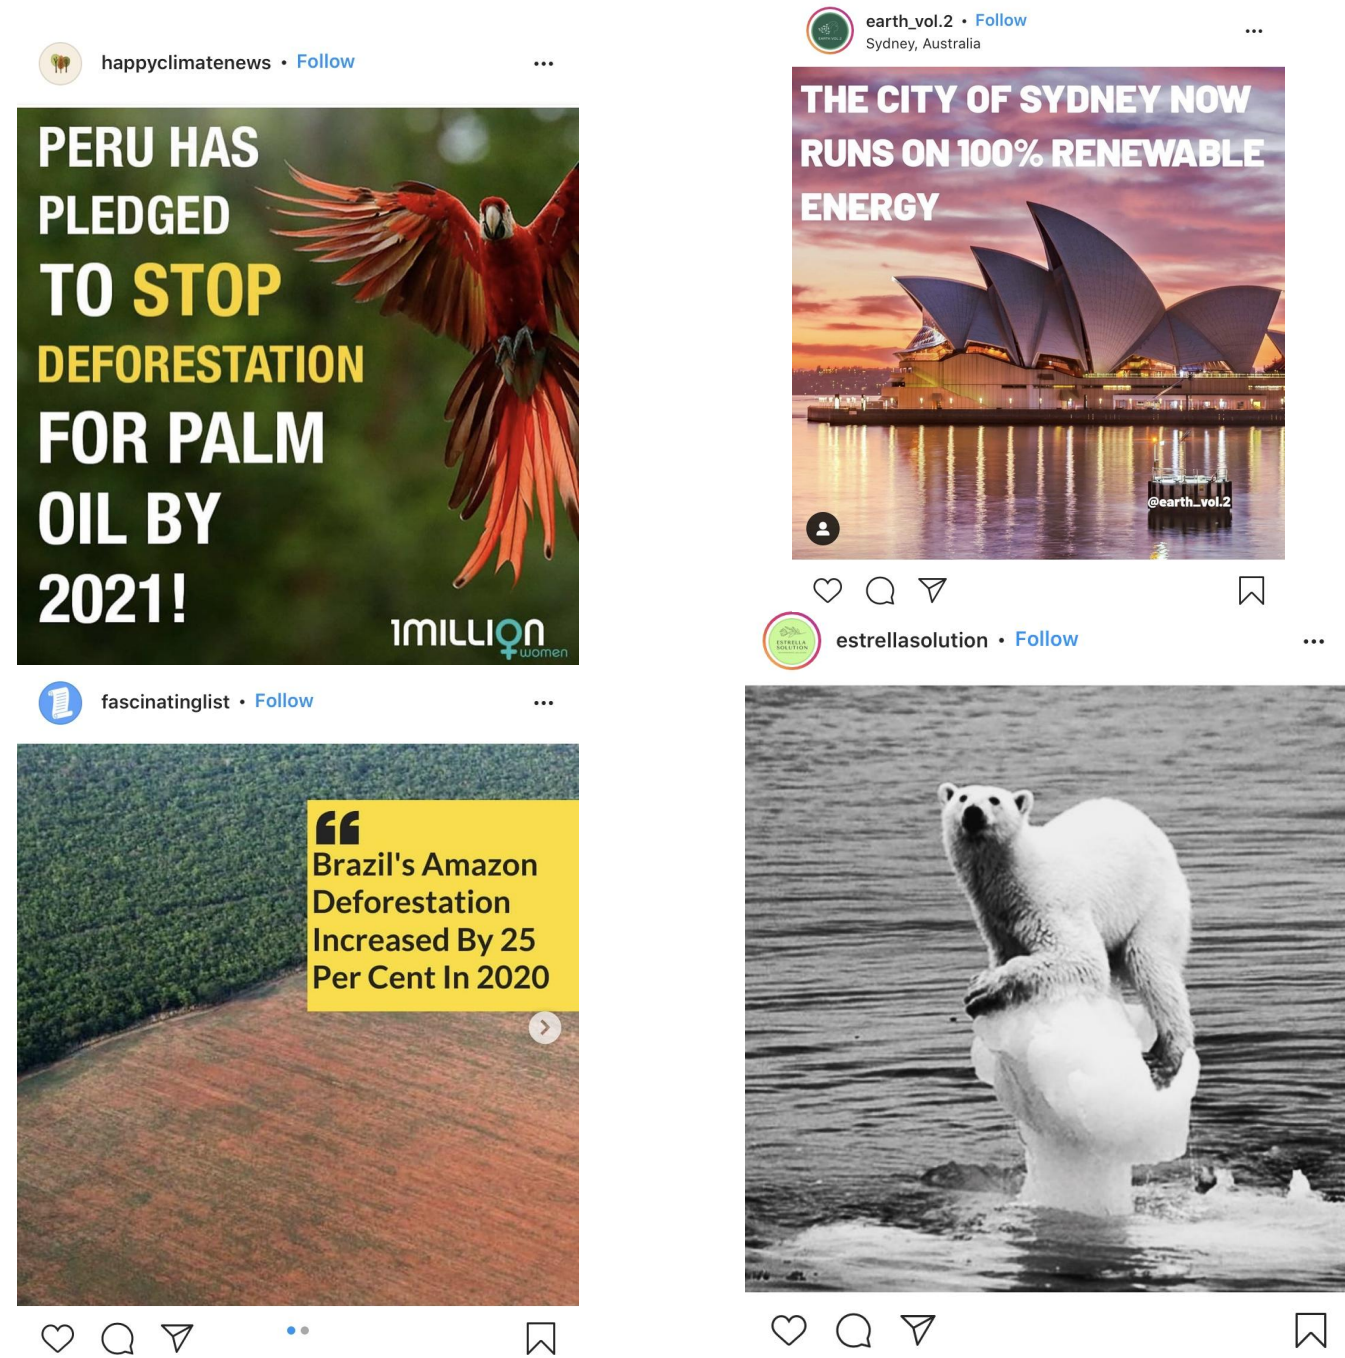 happyclimatenews • Follow
PERU HAS
PLEDGED
TO STOP
DEFORESTATION
FOR PALM
OIL BY
2021!
1MILLION
women
earth_vol.2 • Follow
Sydney, Australia
THE CITY OF SYDNEY NOW
RUNS ON 100% RENEWABLE
ENERGY
@earth_vol.2
fascinatinglist • Follow
“
Brazil's Amazon
Deforestation
Increased By 25
Per Cent In 2020
estrellasolution • Follow
ESTRELLA
SOLUTION